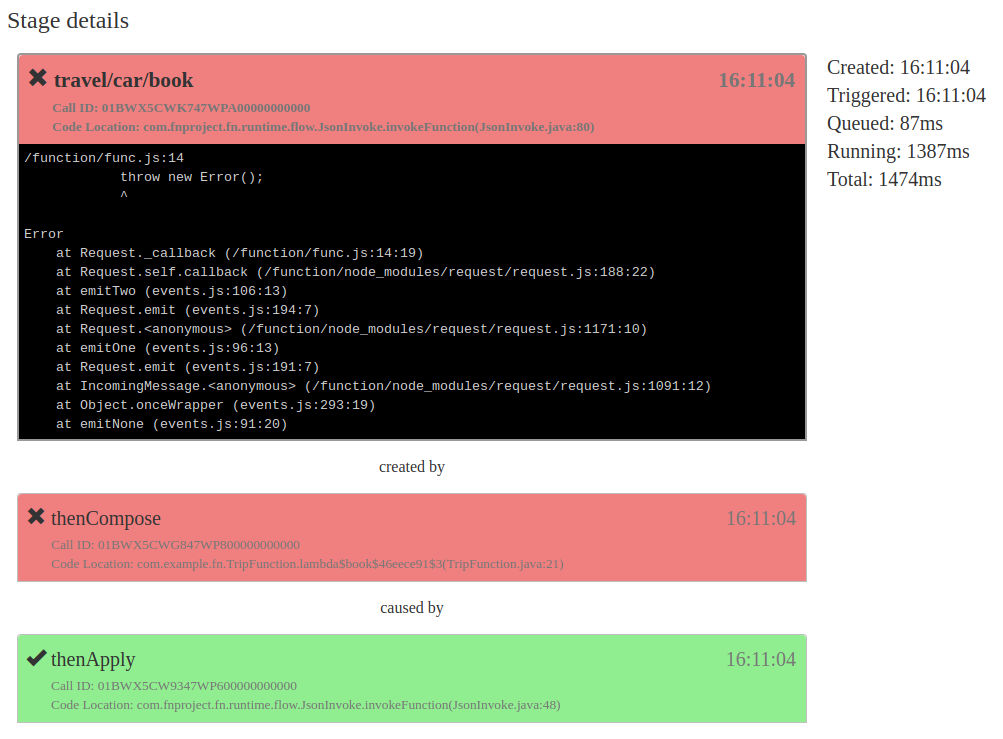 Stage details
travel/car/book 16:11:04
Call ID: 01BWX5CWK747WPA00000000000
Code Location: com.fnproject.fn.runtime.flow.JsonInvoke.invokeFunction(JsonInvoke.java:80)
/function/func.js:14
            throw new Error();
            ^
Error
    at Request._callback (/function/func.js:14:19)
    at Request.self.callback (/function/node_modules/request/request.js:188:22)
    at emitTwo (events.js:106:13)
    at Request.emit (events.js:194:7)
    at Request.<anonymous> (/function/node_modules/request/request.js:1171:10)
    at emitOne (events.js:96:13)
    at Request.emit (events.js:191:7)
    at IncomingMessage.<anonymous> (/function/node_modules/request/request.js:1091:12)
    at Object.onceWrapper (events.js:293:19)
    at emitNone (events.js:91:20)
created by
thenCompose 16:11:04
Call ID: 01BWX5CWG847WP800000000000
Code Location: com.example.fn.TripFunction.lambda$book$46eece91$3(TripFunction.java:21)
caused by
thenApply 16:11:04
Call ID: 01BWX5CW9347WP600000000000
Code Location: com.fnproject.fn.runtime.flow.JsonInvoke.invokeFunction(JsonInvoke.java:48)
Created: 16:11:04
Triggered: 16:11:04
Queued: 87ms
Running: 1387ms
Total: 1474ms